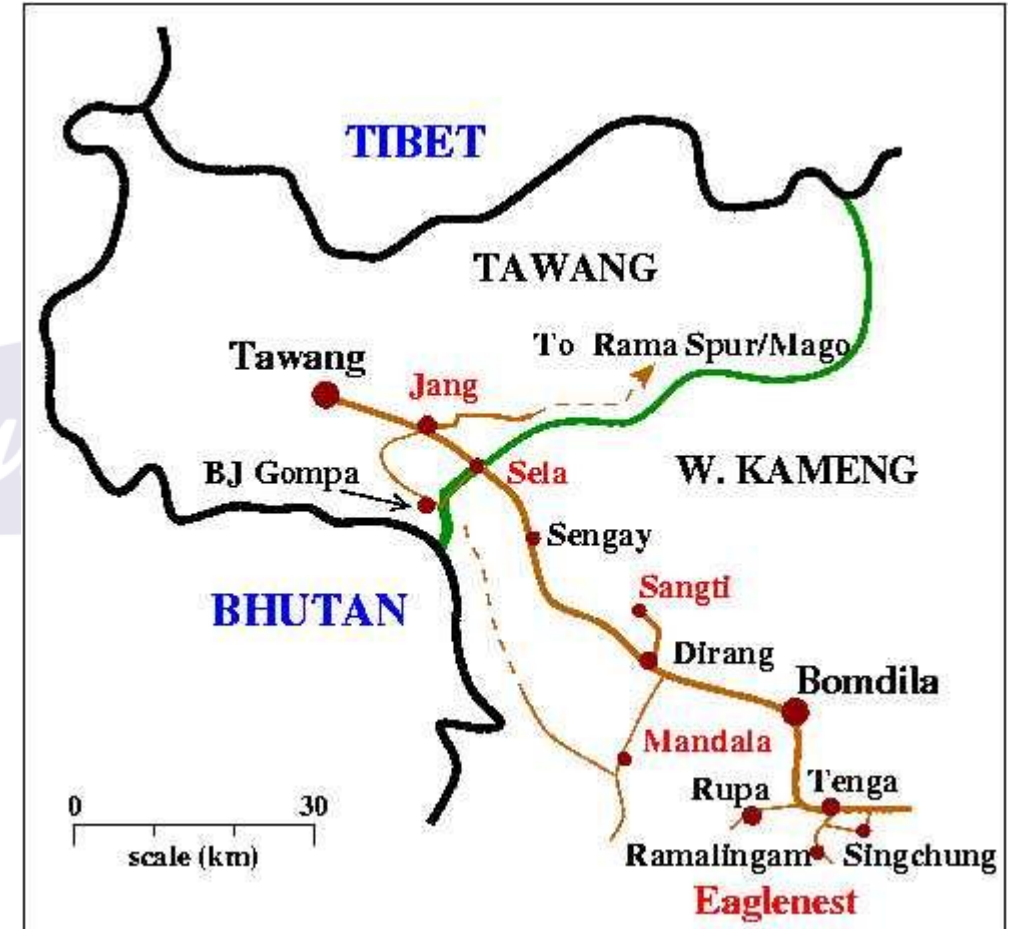 TIBET
TAWANG
To Rama Spur/Mago
Tawang
Jang
BJ Gompa
Sela
W. KAMENG
Sengay
Sangti
BHUTAN
Dirang
Bomdila
Mandala
Rupa
Tenga
0 30
scale (km)
Ramalingam
Singchung
Eaglenest